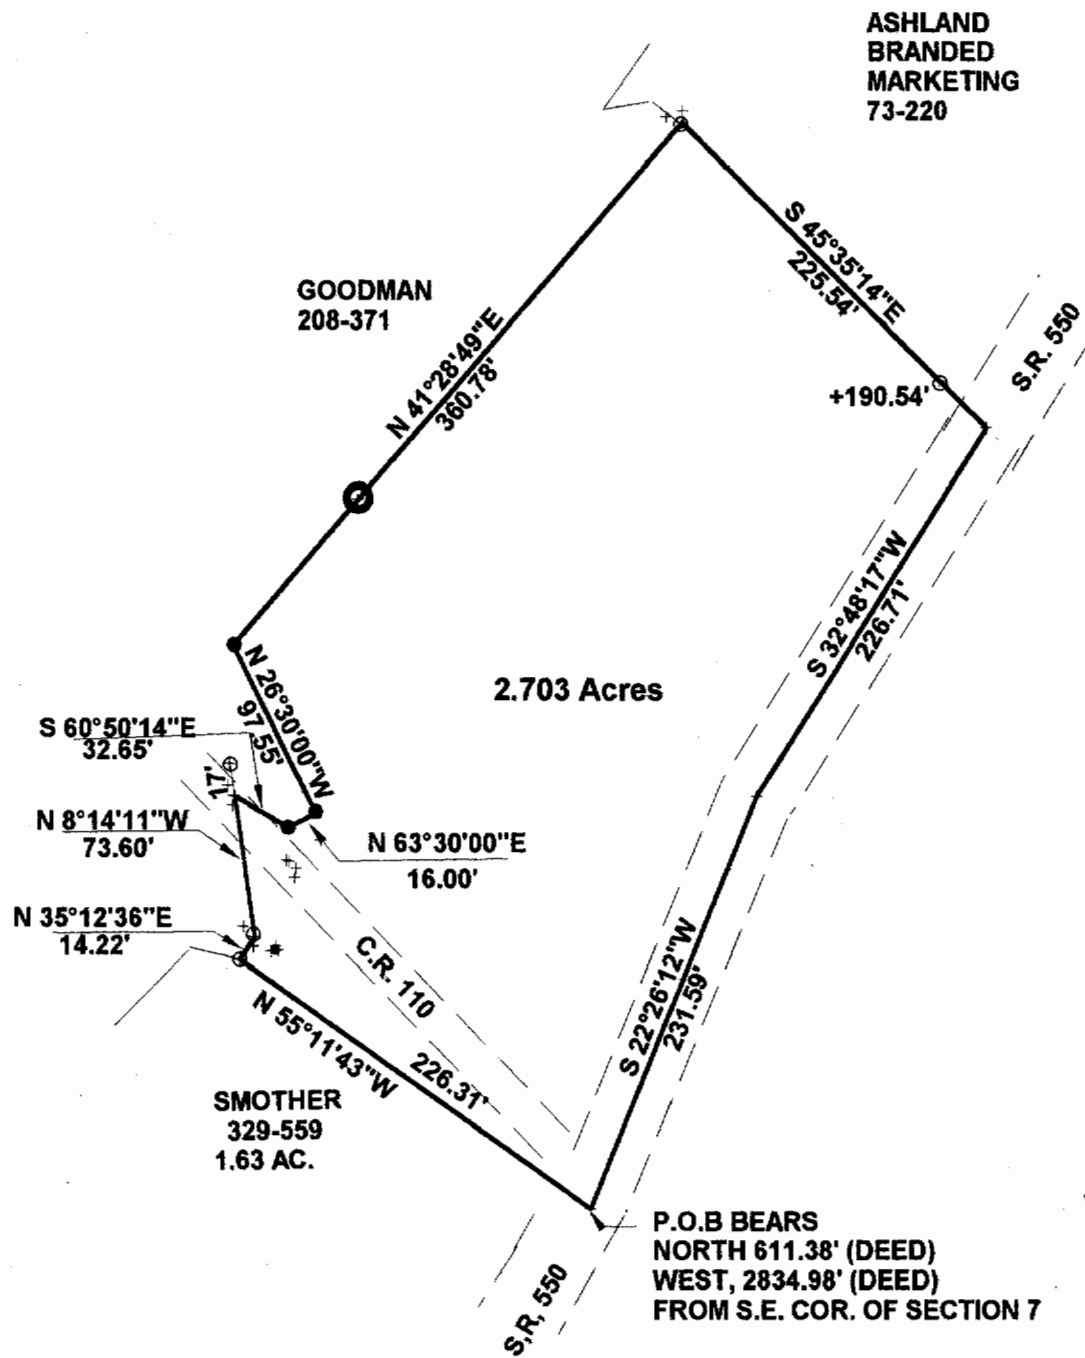 ASHLAND
BRANDED
MARKETING
73-220
S 45°35'14"E
225.54'
GOODMAN
208-371
N 41°28'49"E
360.78'
S.R. 550
+190.54'
S 32°48'17"W
226.71'
2.703 Acres
N 26°30'00"W
97.55'
S 60°50'14"E
32.65'
17'
N 8°14'11"W
73.60'
N 63°30'00"E
16.00'
N 35°12'36"E
14.22'
C.R. 110
S 22°26'12"W
231.59'
N 55°11'43"W
226.31'
SMOTHER
329-559
1.63 AC.
P.O.B BEARS
NORTH 611.38' (DEED)
WEST, 2834.98' (DEED)
FROM S.E. COR. OF SECTION 7
S,R, 550